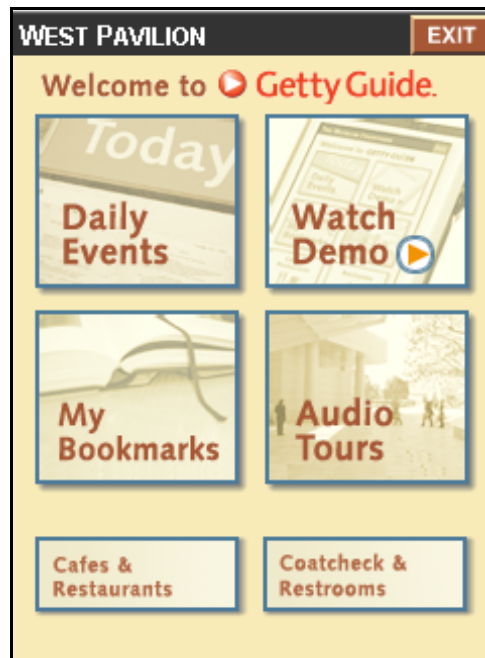 WEST PAVILION
EXIT
Welcome to Getty Guide.
Today
Daily
Events
Watch
Demo
My
Bookmarks
Audio
Tours
Cafes &
Restaurants
Coatcheck &
Restrooms